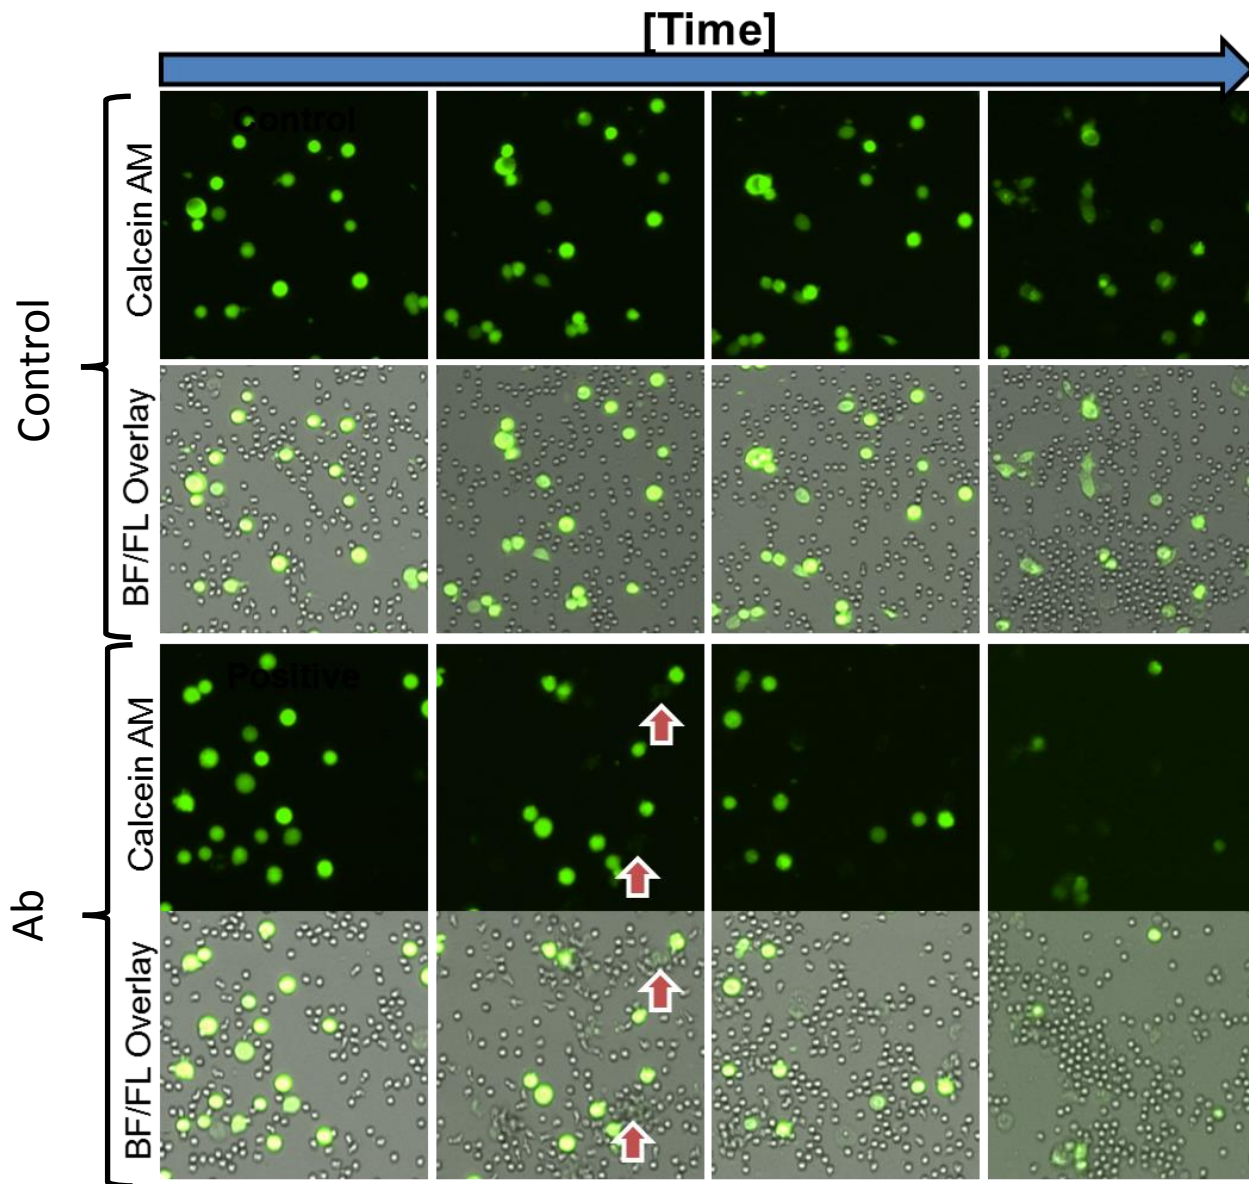 [Time]
Control
Calcein AM
Control
BF/FL Overlay
Positive
Calcein AM
Ab
BF/FL Overlay